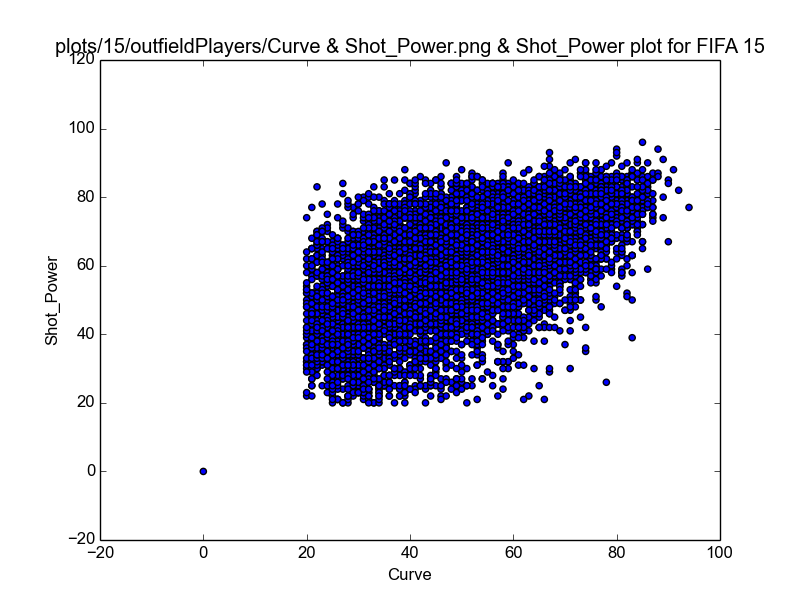 plots/15/outfieldPlayers/Curve & Shot_Power.png & Shot_Power plot for FIFA 15
120
100
80
60
40
20
0
−20
Shot_Power
−20 0 20 40 60 80 100
Curve